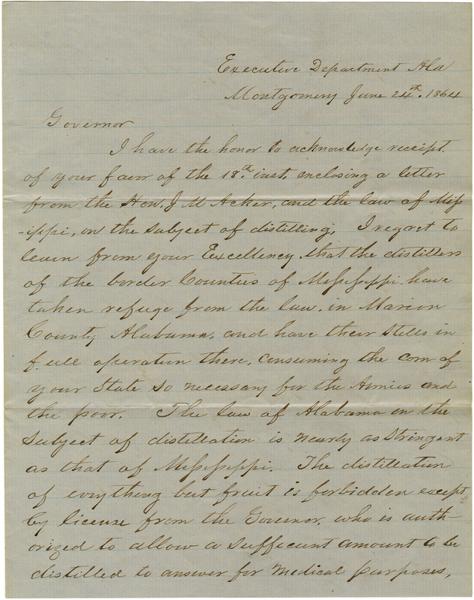 Executive Department Ala
Montgomery June 24th. 1864
Governor
I have the honor to acknowledge receipt
of your favor of the 18th. inst. enclosing a letter
from the Hon. J M Acker, and the law of Miss
-ippi, on the subject of distilling. I regret to
learn from your Excellency, that the distillers
of the border Counties of Mississippi have
taken refuge from the law, in Marion
County Alabama, and have their stills in
full operation there, consuming the corn of
your State so necessary for the Armies and
the poor. The law of Alabama on the
subject of distillation is nearly as stringent
as that of Mississippi. The distillation
of evrything but fruit is forbidden except
by license from the Governor, who is auth-
orized to allow a suffecient amount to be
distilled to answer for Medical purposes,